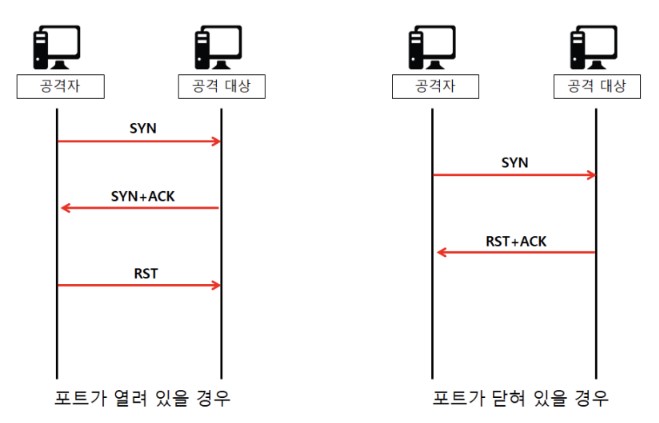 공격자
공격 대상
SYN
SYN+ACK
RST
포트가 열려 있을 경우
공격자
공격 대상
SYN
RST+ACK
포트가 닫혀 있을 경우